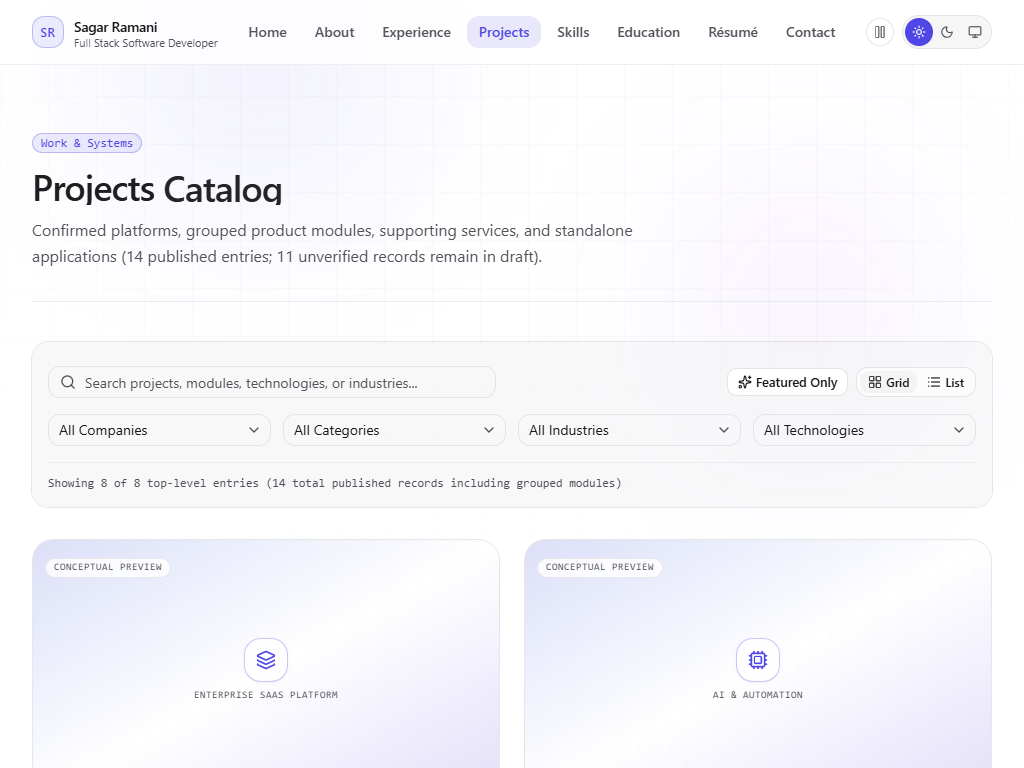 SR
Sagar Ramani
Full Stack Software Developer
Home
About
Experience
Projects
Skills
Education
Résumé
Contact
Work & Systems
Projects Catalog
Confirmed platforms, grouped product modules, supporting services, and standalone
applications (14 published entries; 11 unverified records remain in draft).
Search projects, modules, technologies, or industries...
Featured Only
Grid
List
All Companies
All Categories
All Industries
All Technologies
Showing 8 of 8 top-level entries (14 total published records including grouped modules)
CONCEPTUAL PREVIEW
ENTERPRISE SAAS PLATFORM
CONCEPTUAL PREVIEW
AI & AUTOMATION